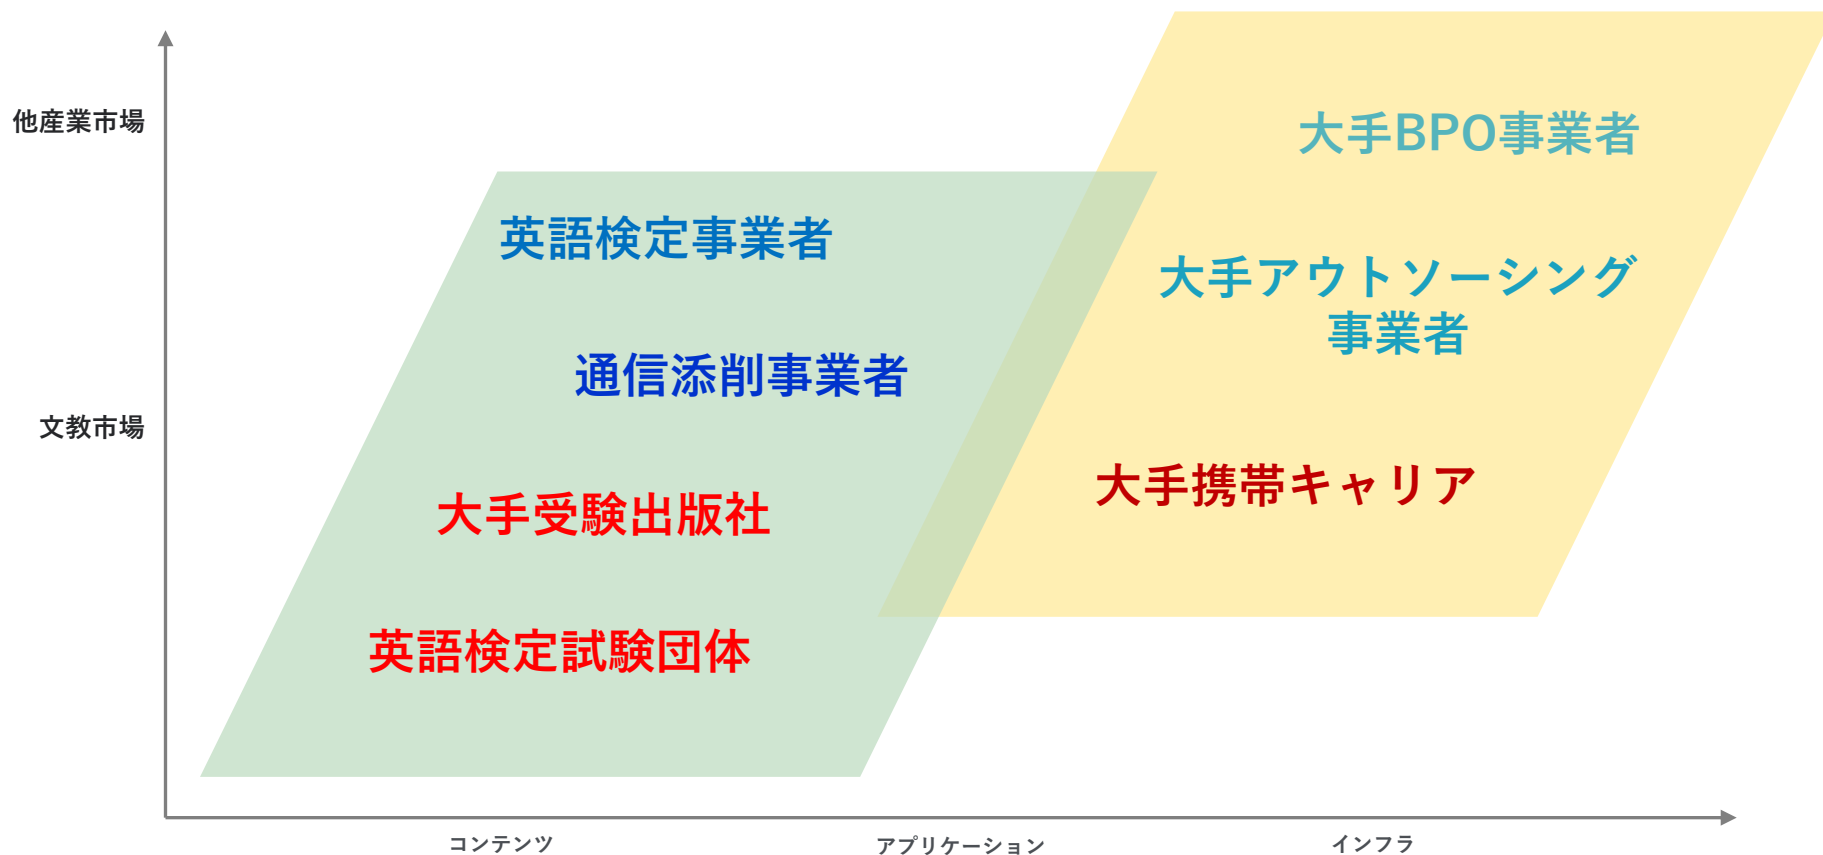 他産業市場
大手BPO事業者
英語検定事業者
大手アウトソーシング
事業者
通信添削事業者
文教市場
大手携帯キャリア
大手受験出版社
英語検定試験団体
コンテンツ
アプリケーション
インフラ